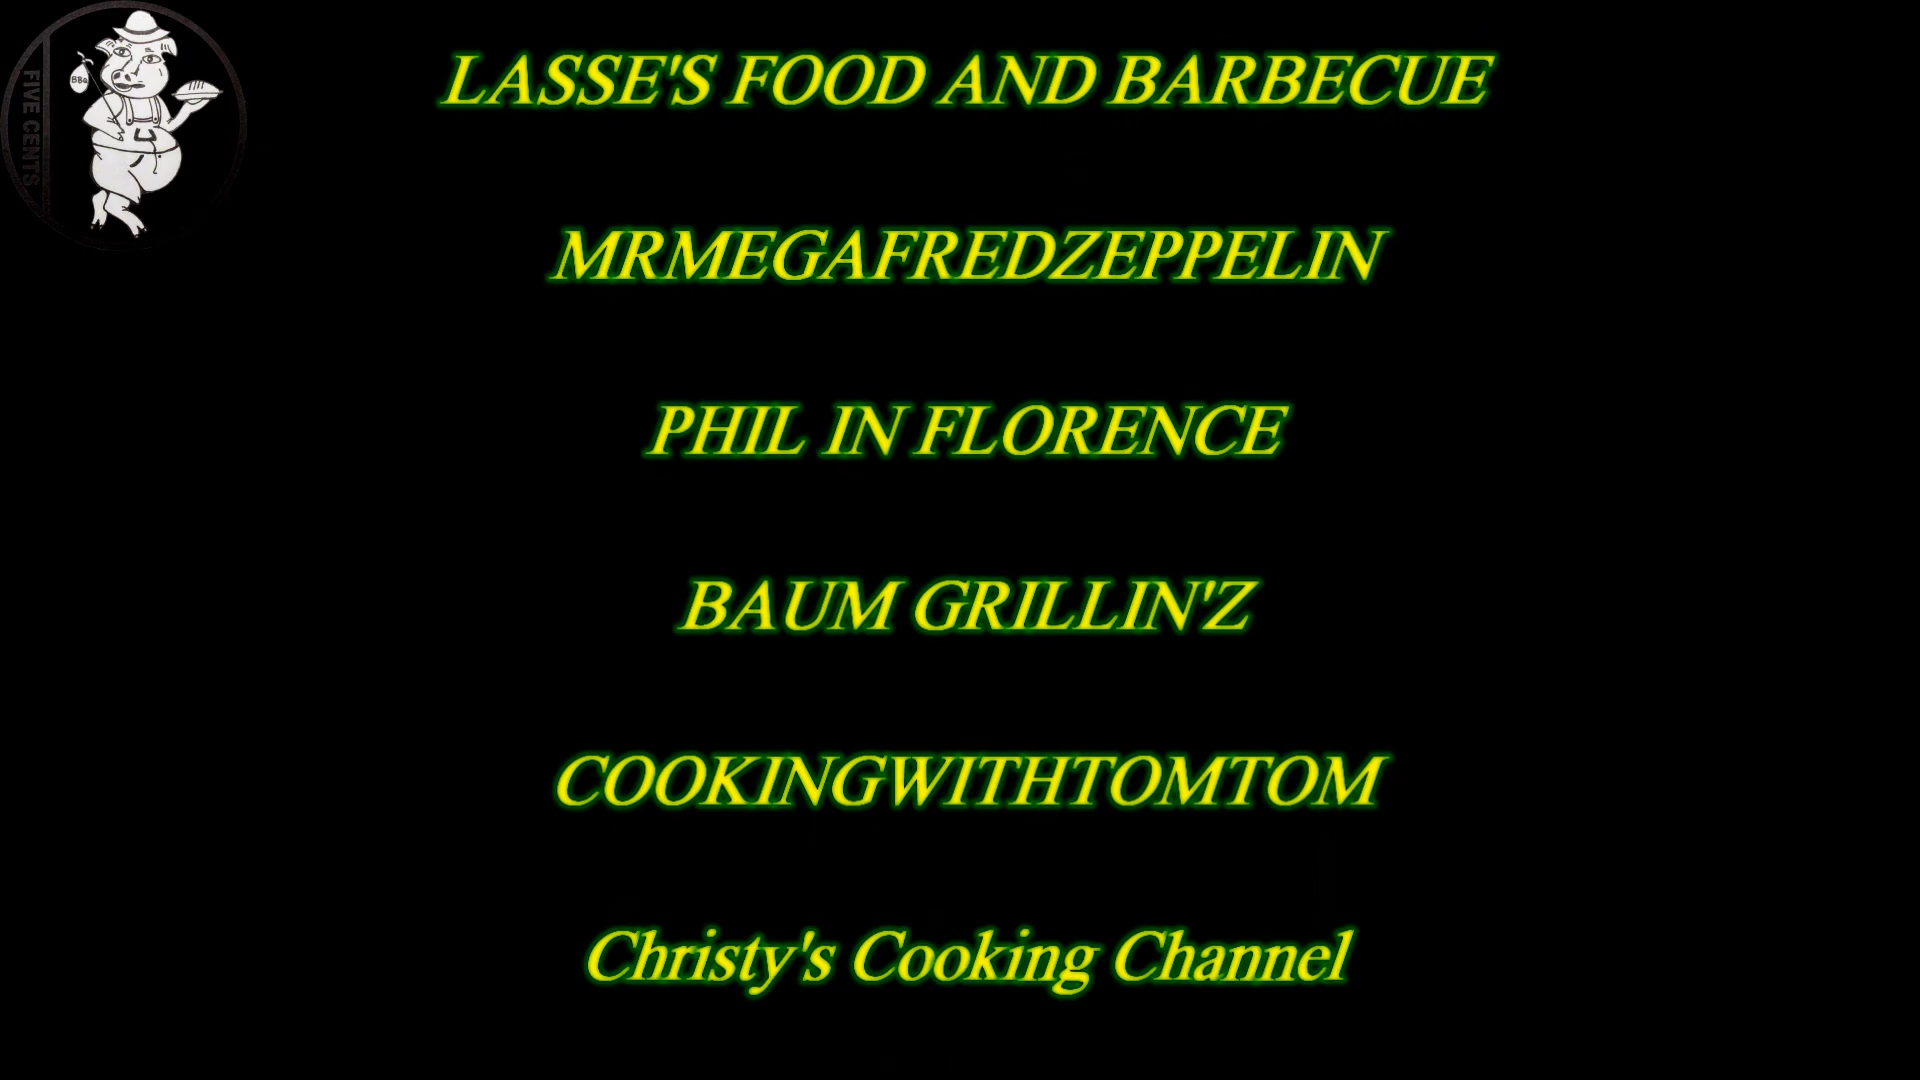 LASSE'S FOOD AND BARBECUE
FIVE CENTS
BBQ
MRMEGAFREDZEPPELIN
PHIL IN FLORENCE
BAUM GRILLIN'Z
COOKINGWITHTOMTOM
Christy's Cooking Channel